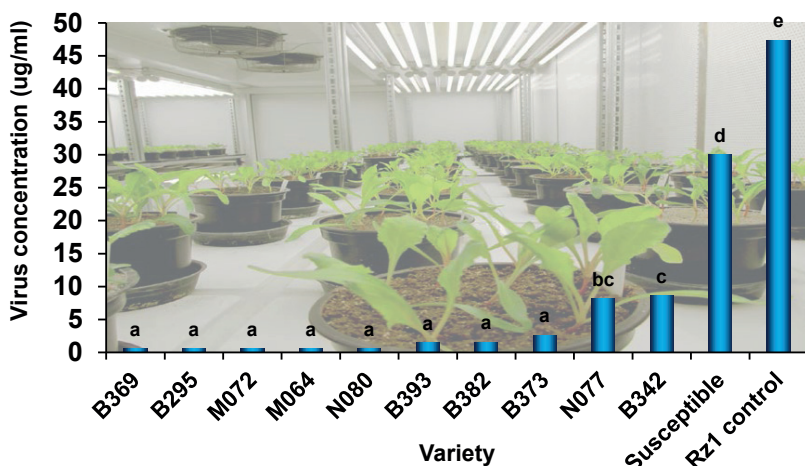 Virus concentration (ug/ml)
50
45
40
35
30
25
20
15
10
5
0
a
a
a
a
a
a
a
a
bc
c
d
e
B369
B295
M072
M064
N080
B393
B382
B373
N077
B342
Susceptible
Rz1 control
Variety